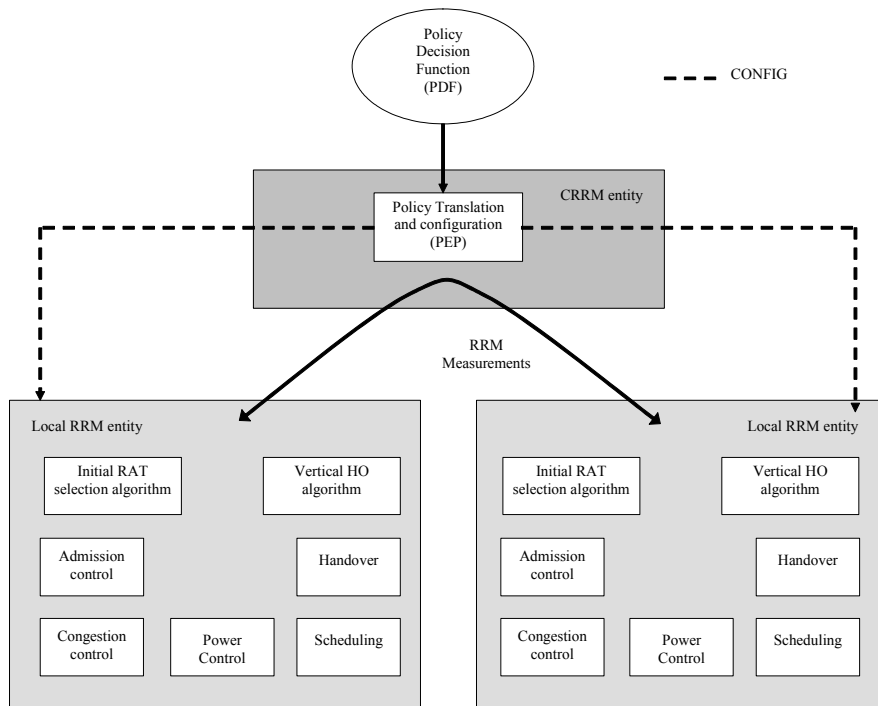 Policy
Decision
Function
(PDF)
CONFIG
CRRM entity
Policy Translation
and configuration
(PEP)
RRM
Measurements
Local RRM entity
Initial RAT
selection algorithm
Vertical HO
algorithm
Admission
control
Handover
Congestion
control
Power
Control
Scheduling
Local RRM entity
Initial RAT
selection algorithm
Vertical HO
algorithm
Admission
control
Handover
Congestion
control
Power
Control
Scheduling